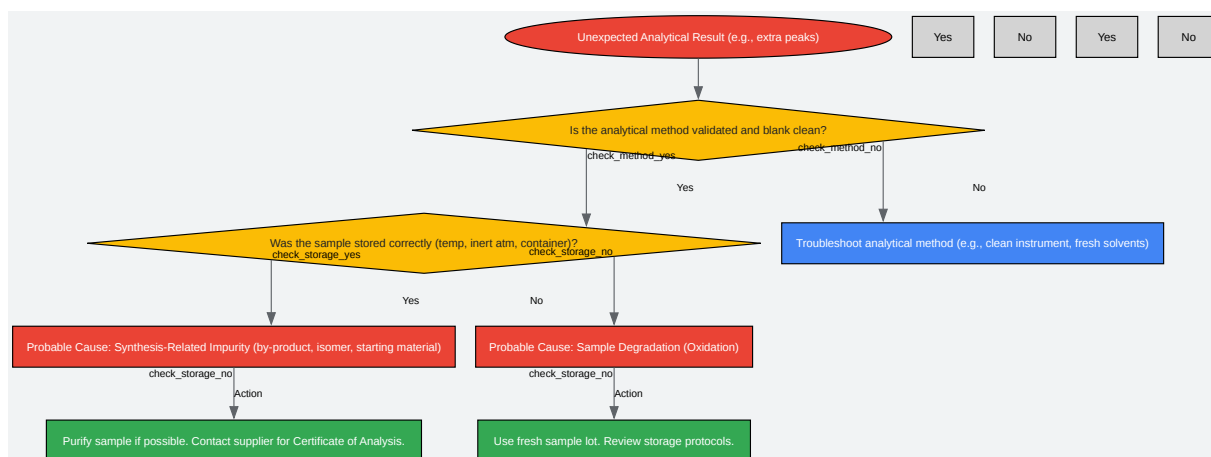 Unexpected Analytical Result (e.g., extra peaks)
Yes
No
Yes
No
Is the analytical method validated and blank clean?
check_method_yes
check_method_no
Yes
No
Was the sample stored correctly (temp, inert atm, container)?
check_storage_yes
check_storage_no
Troubleshoot analytical method (e.g., clean instrument, fresh solvents)
Yes
No
Probable Cause: Synthesis-Related Impurity (by-product, isomer, starting material)
Probable Cause: Sample Degradation (Oxidation)
check_storage_no
check_storage_no
Action
Action
Purify sample if possible. Contact supplier for Certificate of Analysis.
Use fresh sample lot. Review storage protocols.